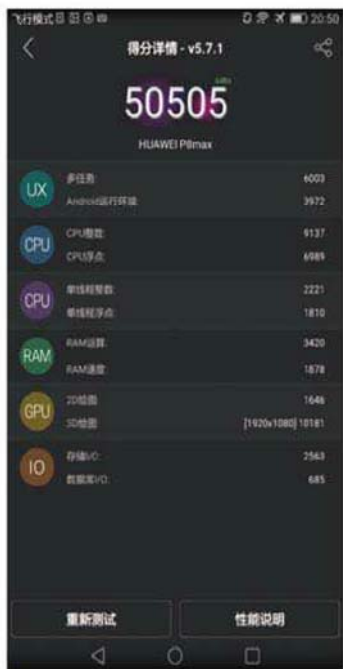 飞行模式 20:50
得分详情 - v5.7.1
64Bit
50505
HUAWEI P8max
UX
多任务: 6003
Android运行环境: 3972
CPU
CPU整数: 9137
CPU浮点: 6989
CPU
单线程整数: 2221
单线程浮点: 1810
RAM
RAM运算: 3420
RAM速度: 1878
GPU
2D绘图: 1646
3D绘图: [1920x1080] 10181
IO
存储I/O: 2563
数据库I/O: 685
重新测试 性能说明